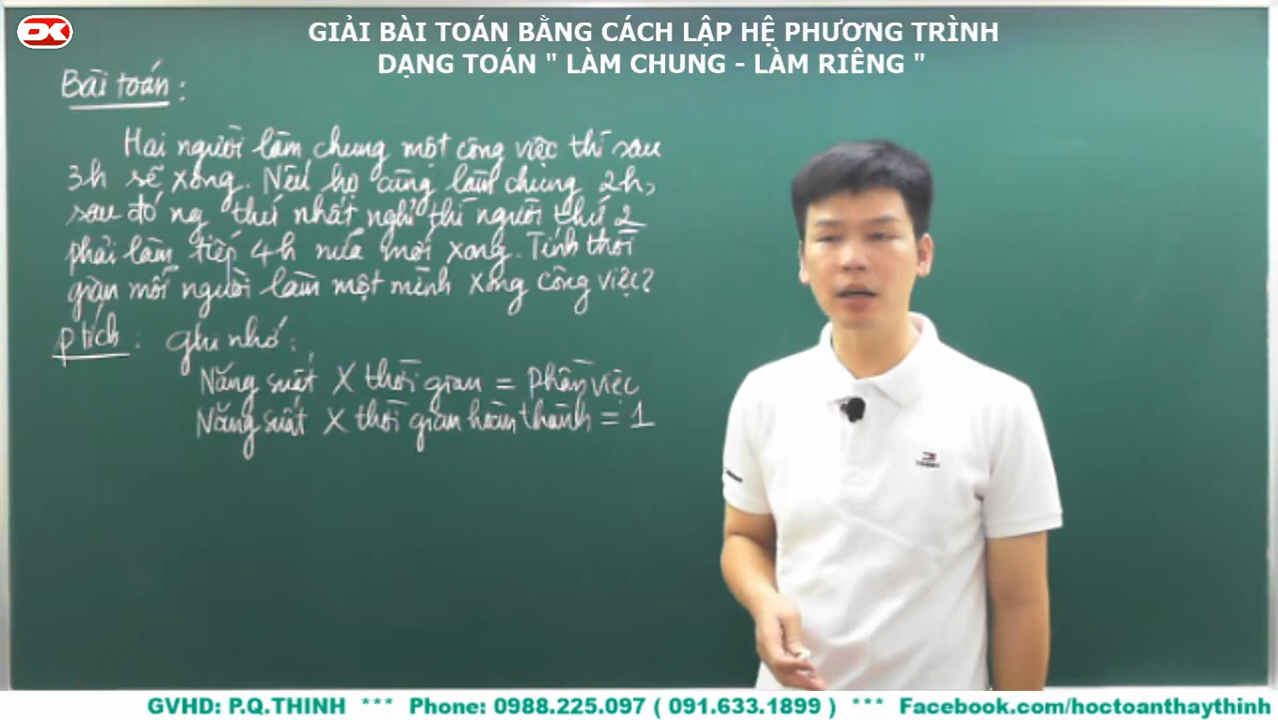 DK
GIẢI BÀI TOÁN BẰNG CÁCH LẬP HỆ PHƯƠNG TRÌNH
DẠNG TOÁN " LÀM CHUNG - LÀM RIÊNG "
Bài toán:
Hai người làm chung một công việc thì sau
3h sẽ xong. Nếu họ cùng làm chung 2h,
sau đó ng thứ nhất nghỉ thì người thứ 2
phải làm tiếp 4h nữa mới xong. Tính thời
gian mỗi người làm một mình xong công việc?
p tích: ghi nhớ:
Năng suất X thời gian = phần việc
Năng suất X thời gian hoàn thành = 1
GVHD: P.Q.THINH *** Phone: 0988.225.097 ( 091.633.1899 ) *** Facebook.com/hoctoanthaythinh